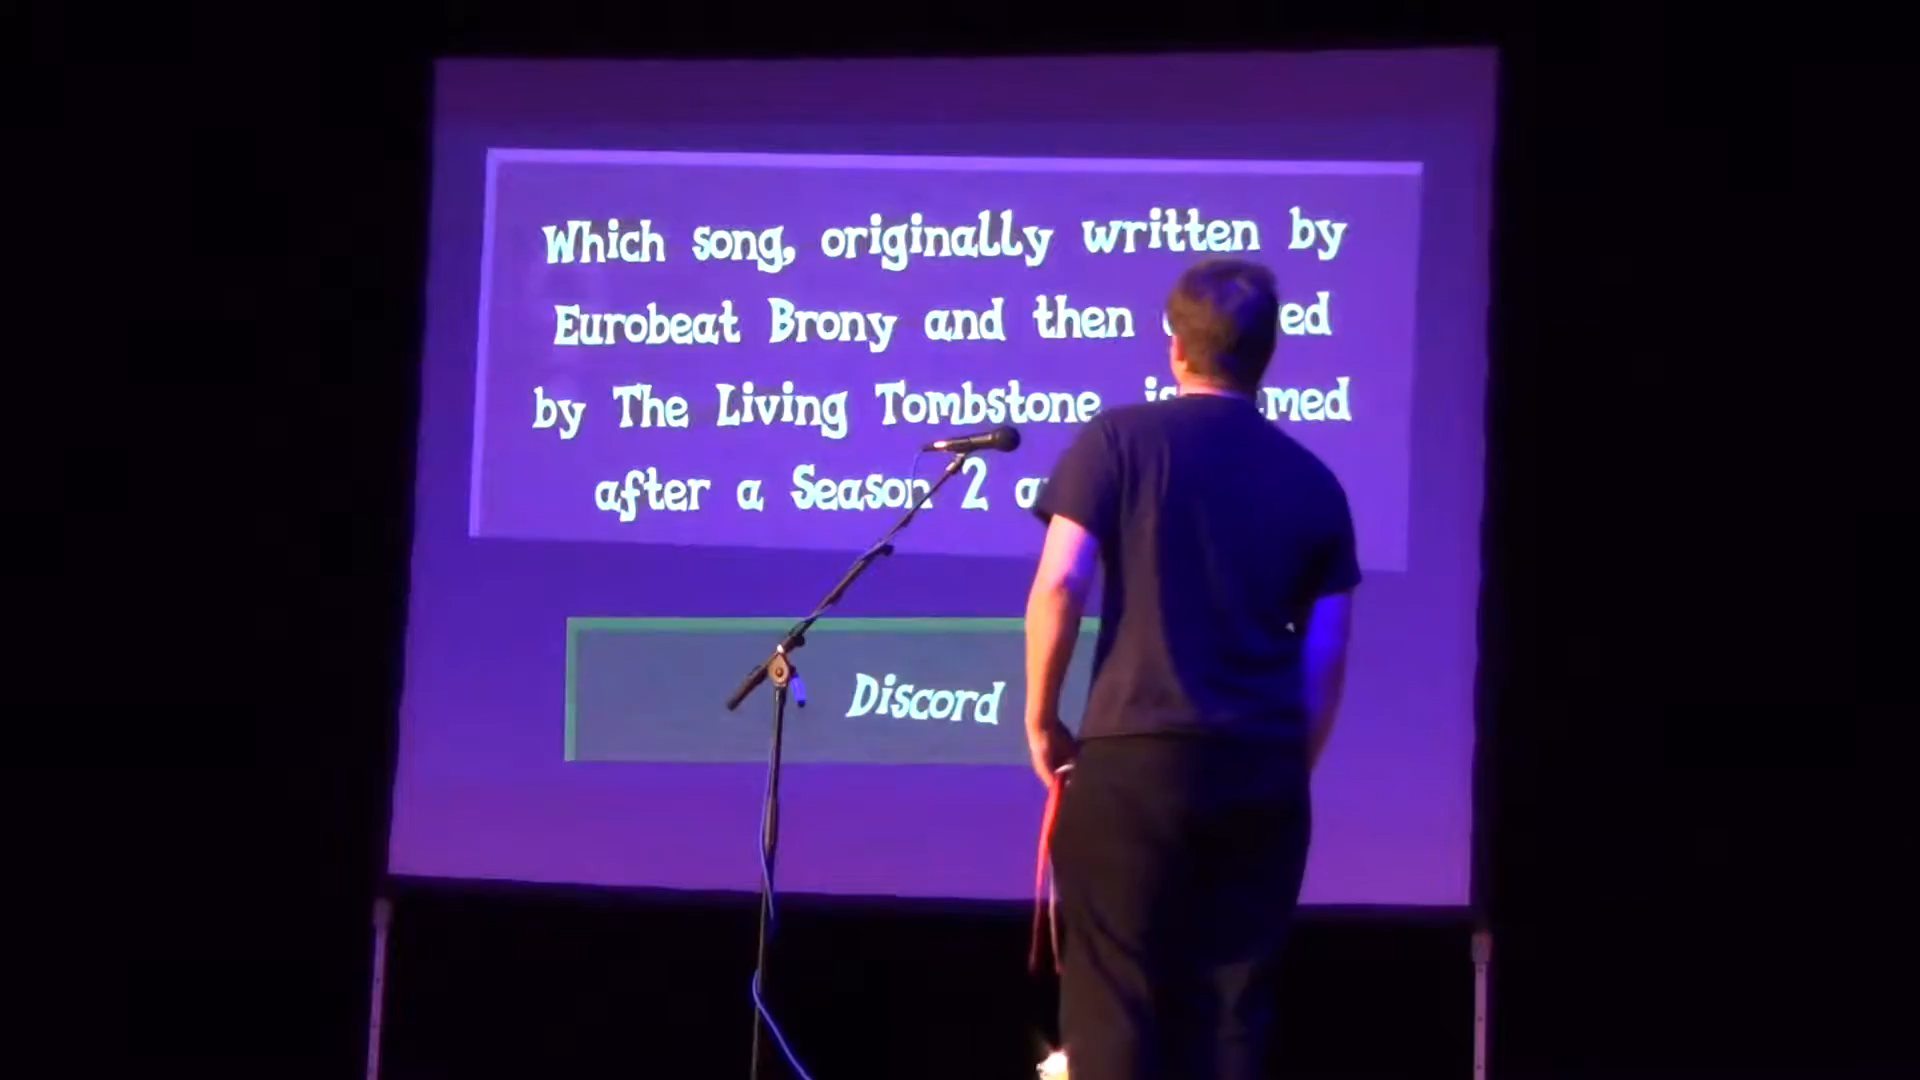 Which song, originally written by
Eurobeat Brony and then
by The Living Tombstone
after a Season 2
Discord